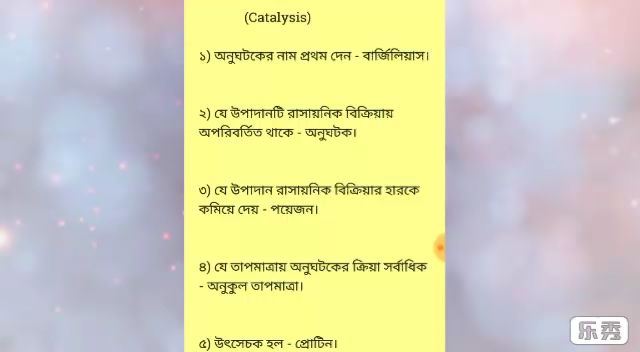 (Catalysis)
১) অনুঘটকের নাম প্রথম দেন - বার্জিলিয়াস।
২) যে উপাদানটি রাসায়নিক বিক্রিয়ায়
অপরিবর্তিত থাকে - অনুঘটক।
৩) যে উপাদান রাসায়নিক বিক্রিয়ার হারকে
কমিয়ে দেয় - পয়েজন।
৪) যে তাপমাত্রায় অনুঘটকের ক্রিয়া সর্বাধিক
- অনুকুল তাপমাত্রা।
৫) উৎসেচক হল - প্রোটিন।
乐秀